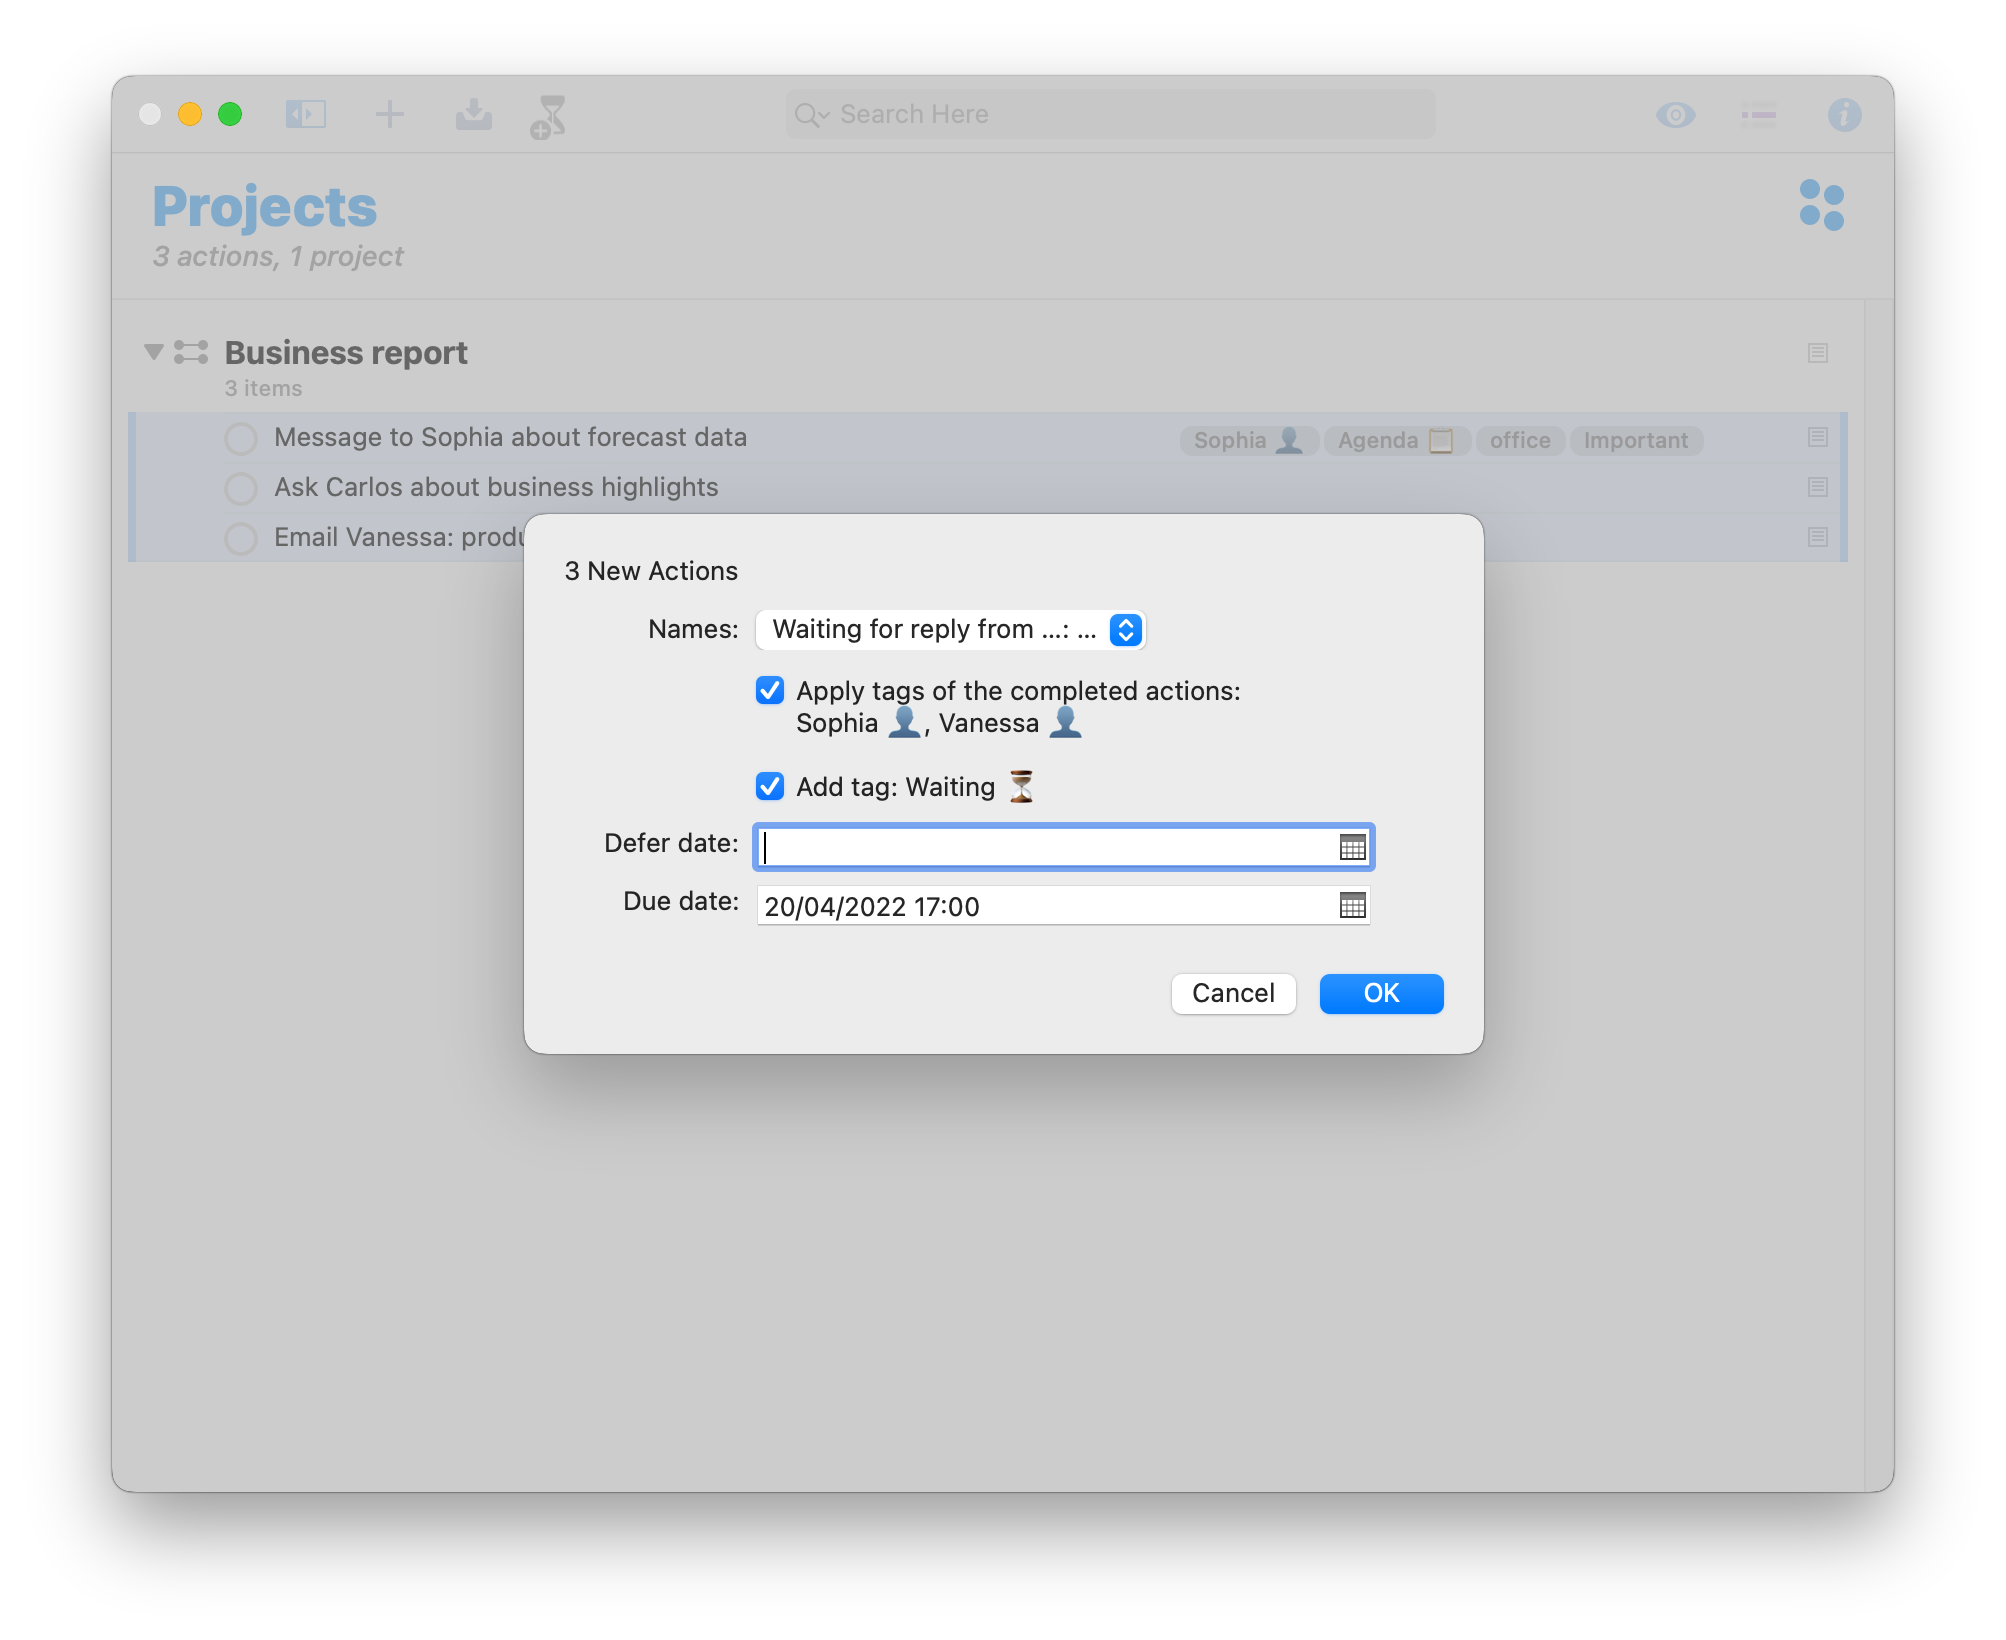 Search Here
Projects
3 actions, 1 project
Business report
3 items
Message to Sophia about forecast data Sophia 👤 Agenda 📋 office Important
Ask Carlos about business highlights
Email Vanessa:
3 New Actions
Names: Waiting for reply from ...: ...
Apply tags of the completed actions:
Sophia 👤, Vanessa 👤
Add tag: Waiting ⏳
Defer date:
Due date: 20/04/2022 17:00
Cancel OK